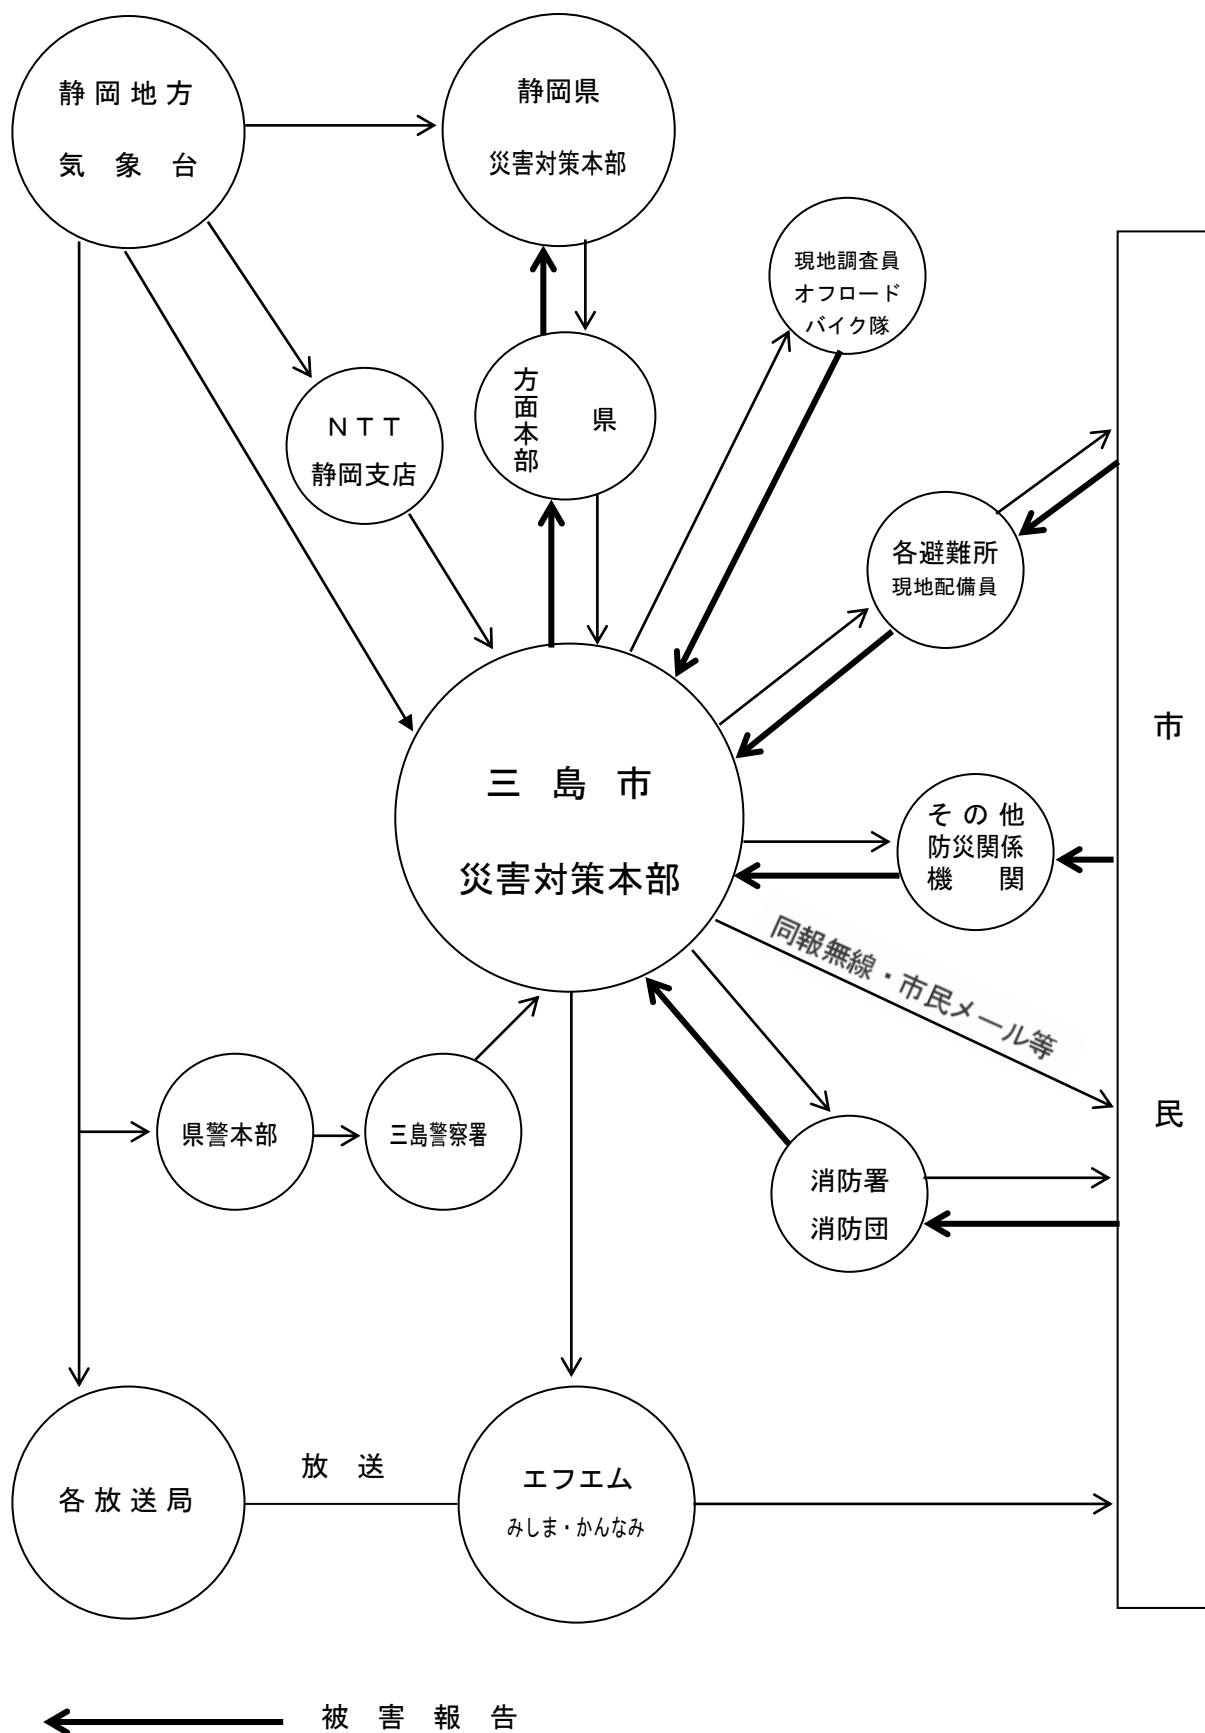 静岡地方
気象台
静岡県
災害対策本部
現地調査員
オフロード
バイク隊
県
方面本部
ＮＴＴ
静岡支店
各避難所
現地配備員
市民
三島市
災害対策本部
その他
防災関係
機関
同報無線・市民メール等
県警本部
三島警察署
消防署
消防団
各放送局
放送
エフエム
みしま・かんなみ
被害報告